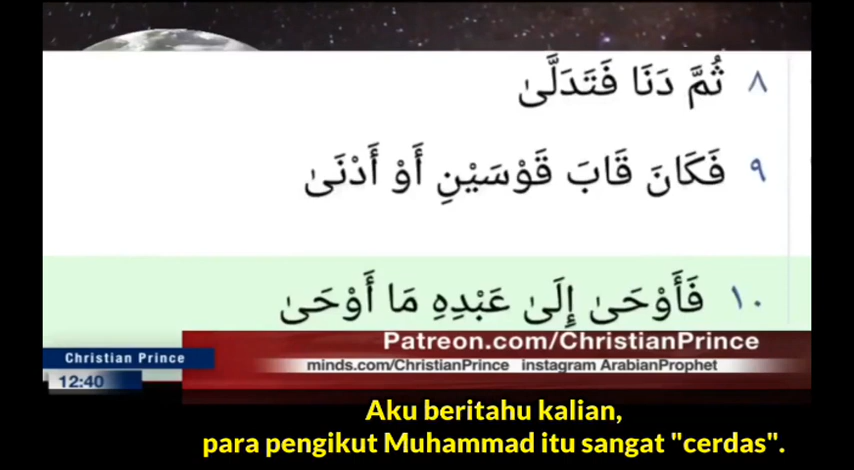 ٨ ثُمَّ دَنَا فَتَدَلَّىٰ
٩ فَكَانَ قَابَ قَوْسَيْنِ أَوْ أَدْنَىٰ
١٠ فَأَوْحَىٰ إِلَىٰ عَبْدِهِ مَا أَوْحَىٰ
Patreon.com/ChristianPrince
Christian Prince
minds.com/ChristianPrince instagram ArabianProphet
12:40
Aku beritahu kalian,
para pengikut Muhammad itu sangat "cerdas".